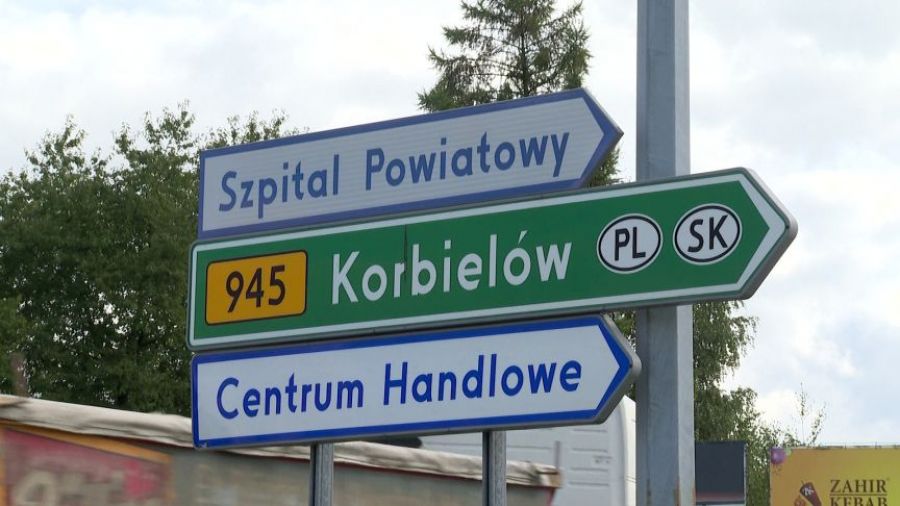 Szpital Powiatowy
945 Korbielów PL SK
Centrum Handlowe
ZAHIR
KEBAB